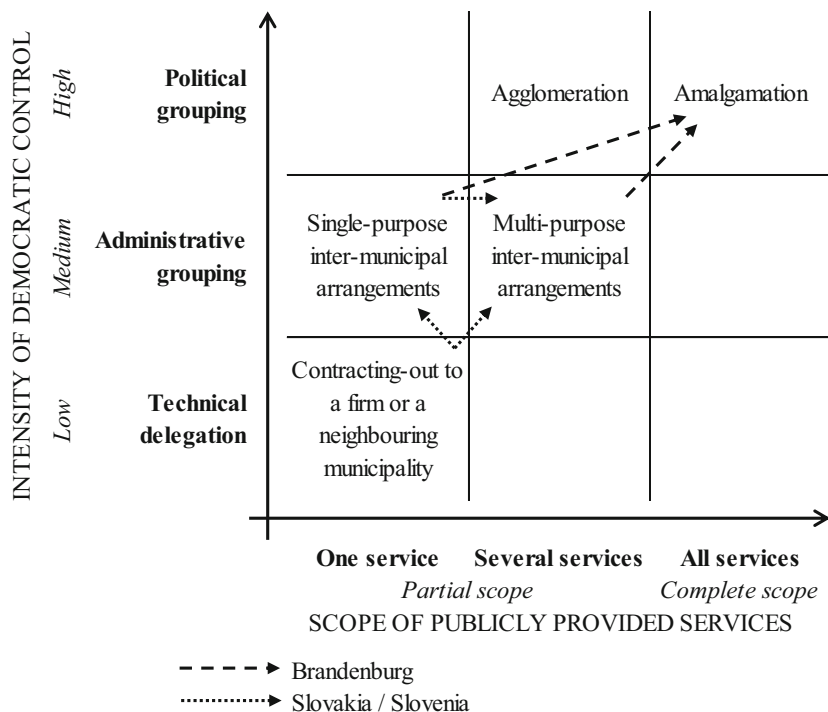 INTENSITY OF DEMOCRATIC CONTROL
High
Medium
Low
Political
grouping
Agglomeration
Amalgamation
Administrative
grouping
Single-purpose
inter-municipal
arrangements
Multi-purpose
inter-municipal
arrangements
Technical
delegation
Contracting-out to
a firm or a
neighbouring
municipality
One service
Several services
All services
Partial scope
Complete scope
SCOPE OF PUBLICLY PROVIDED SERVICES
Brandenburg
Slovakia / Slovenia